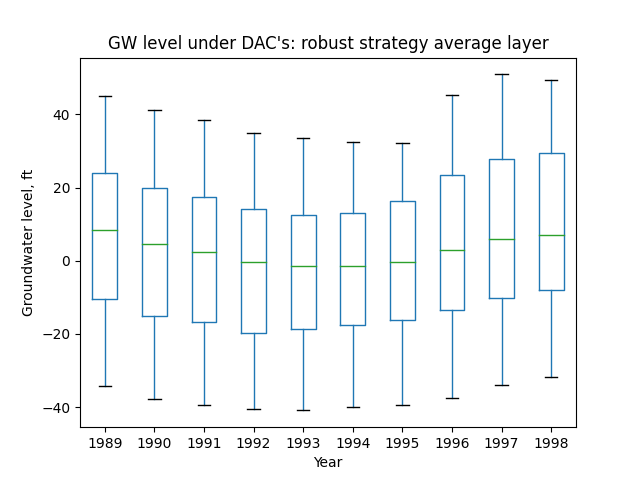 GW level under DAC's: robust strategy average layer
Groundwater level, ft
40
20
0
−20
−40
1989 1990 1991 1992 1993 1994 1995 1996 1997 1998
Year